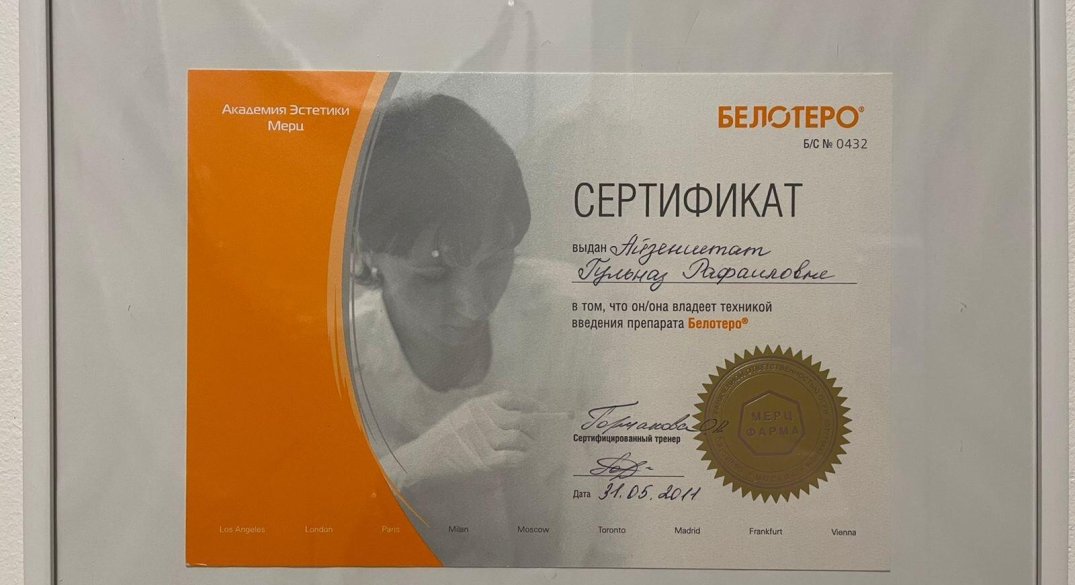 Академия Эстетики
Мерц
БЕЛОТЕРО®
Б/С № 0432
СЕРТИФИКАТ
выдан Айзенштат
Гульназ Рафаиловне
в том, что он/она владеет техникой
введения препарата Белотеро®
Горчакова
Сертифицированный тренер
МЕРЦ
ФАРМА
Дата 31.05.2011
Los Angeles London Paris Milan Moscow Toronto Madrid Frankfurt Vienna